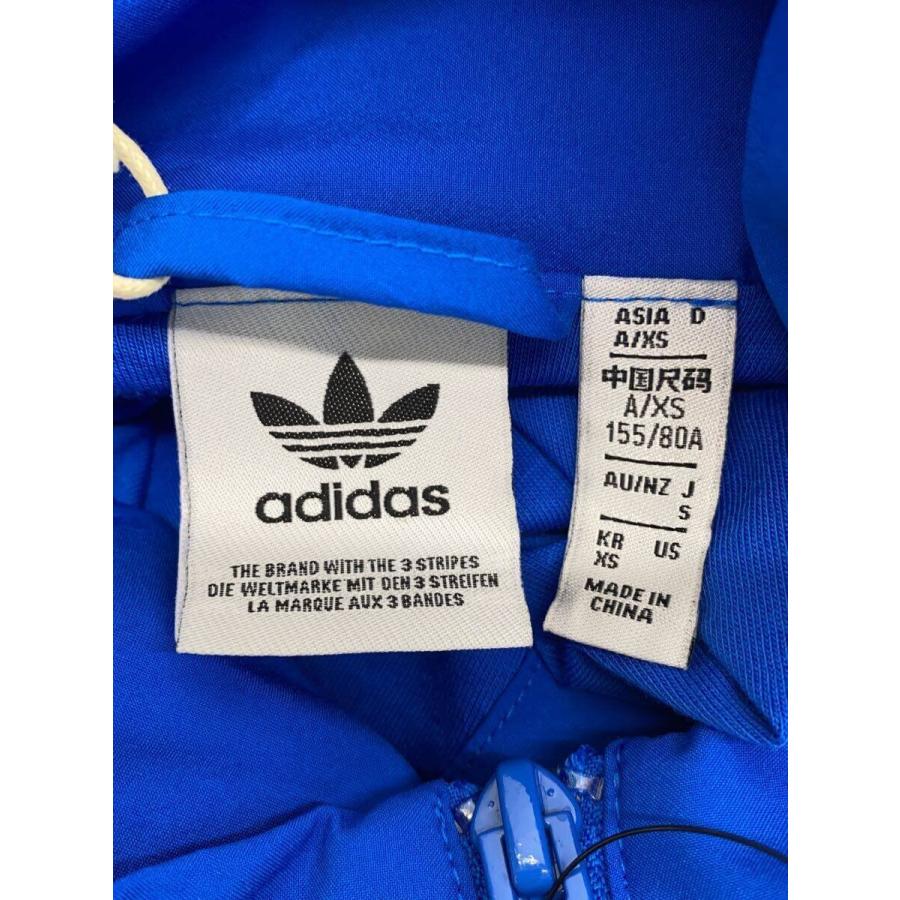 adidas
THE BRAND WITH THE 3 STRIPES
DIE WELTMARKE MIT DEN 3 STREIFEN
LA MARQUE AUX 3 BANDES
ASIA D
A/XS
中国尺码
A/XS
155/80A
AU/NZ J
S
KR US
XS
MADE IN
CHINA